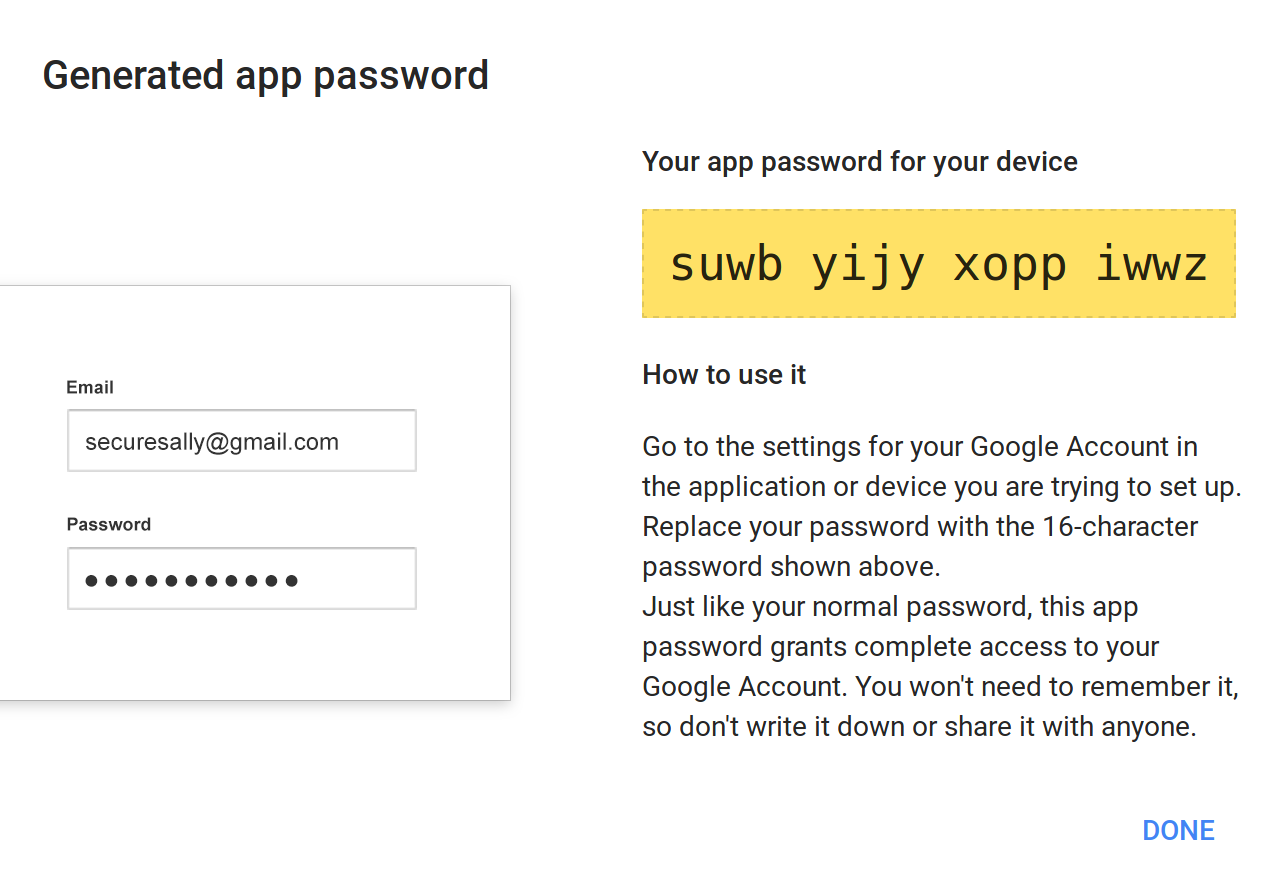 Generated app password
Your app password for your device
suwb yijy xopp iwwz
Email
securesally@gmail.com
Password
How to use it
Go to the settings for your Google Account in
the application or device you are trying to set up.
Replace your password with the 16-character
password shown above.
Just like your normal password, this app
password grants complete access to your
Google Account. You won't need to remember it,
so don't write it down or share it with anyone.
DONE